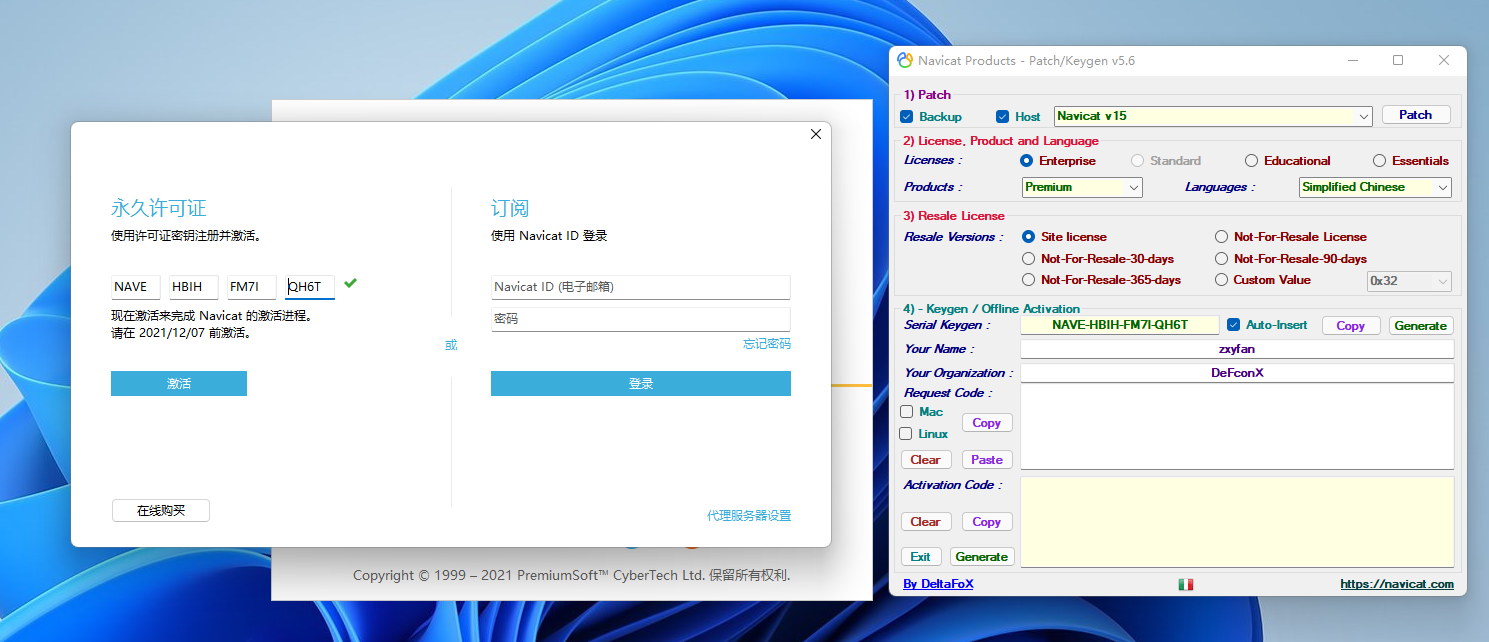 永久许可证
使用许可证密钥注册并激活。
NAVE HBIH FM7I QH6T
现在激活来完成 Navicat 的激活进程。
请在 2021/12/07 前激活。
激活
在线购买
或
订阅
使用 Navicat ID 登录
Navicat ID (电子邮箱)
密码
忘记密码
登录
代理服务器设置
Copyright © 1999 – 2021 PremiumSoft™ CyberTech Ltd. 保留所有权利.
Navicat Products - Patch/Keygen v5.6
1) Patch
Backup Host Navicat v15 Patch
2) License, Product and Language
Licenses : Enterprise Standard Educational Essentials
Products : Premium Languages : Simplified Chinese
3) Resale License
Resale Versions : Site license Not-For-Resale License
Not-For-Resale-30-days Not-For-Resale-90-days
Not-For-Resale-365-days Custom Value 0x32
4) - Keygen / Offline Activation
Serial Keygen : NAVE-HBIH-FM7I-QH6T Auto-Insert Copy Generate
Your Name : zxyfan
Your Organization : DeFconX
Request Code :
Mac
Linux
Copy
Clear Paste
Activation Code :
Clear Copy
Exit Generate
By DeltaFoX https://navicat.com